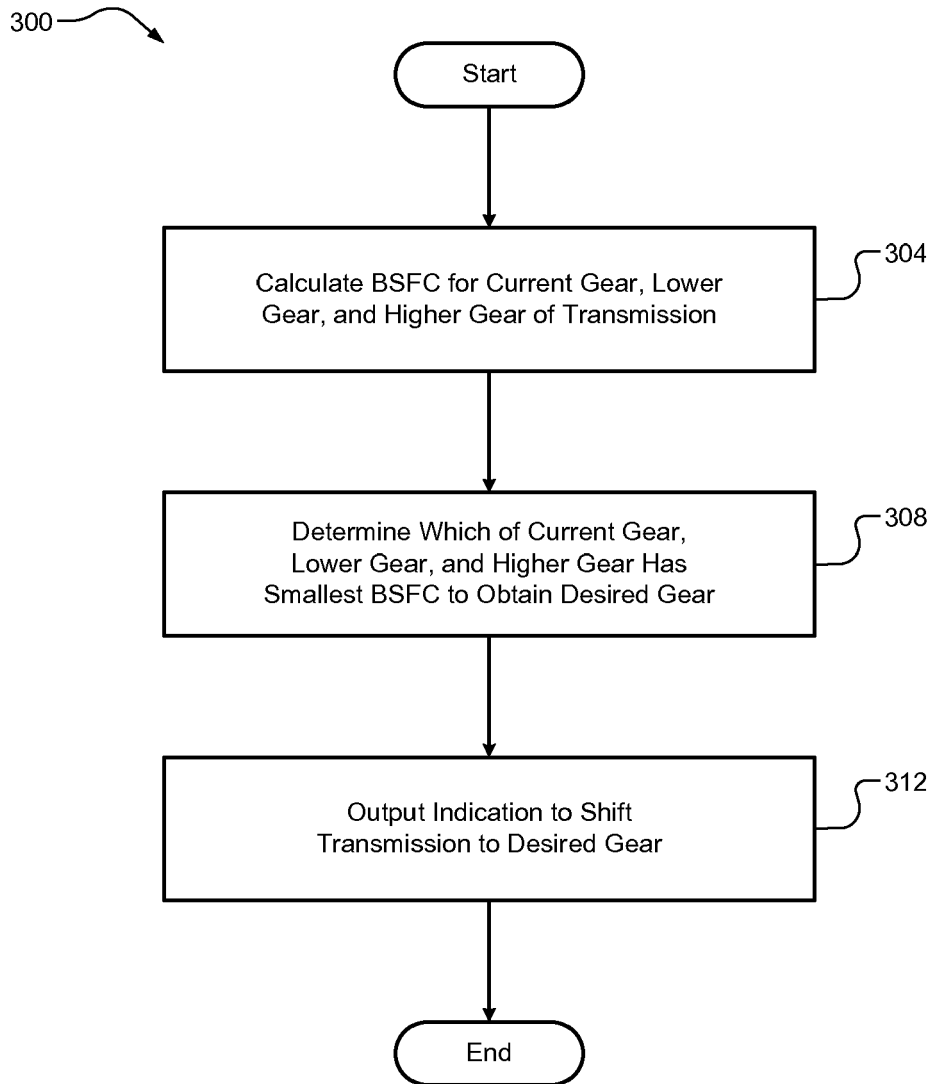 300
Start
Calculate BSFC for Current Gear, Lower
Gear, and Higher Gear of Transmission
304
Determine Which of Current Gear,
Lower Gear, and Higher Gear Has
Smallest BSFC to Obtain Desired Gear
308
Output Indication to Shift
Transmission to Desired Gear
312
End